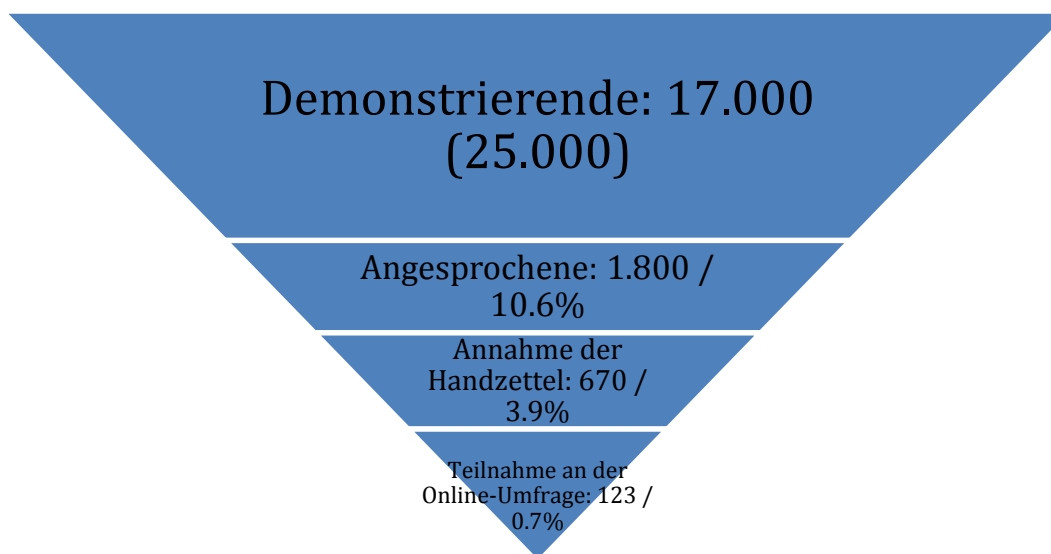 Demonstrierende: 17.000
(25.000)
Angesprochene: 1.800 /
10.6%
Annahme der
Handzettel: 670 /
3.9%
Teilnahme an der
Online-Umfrage: 123 /
0.7%